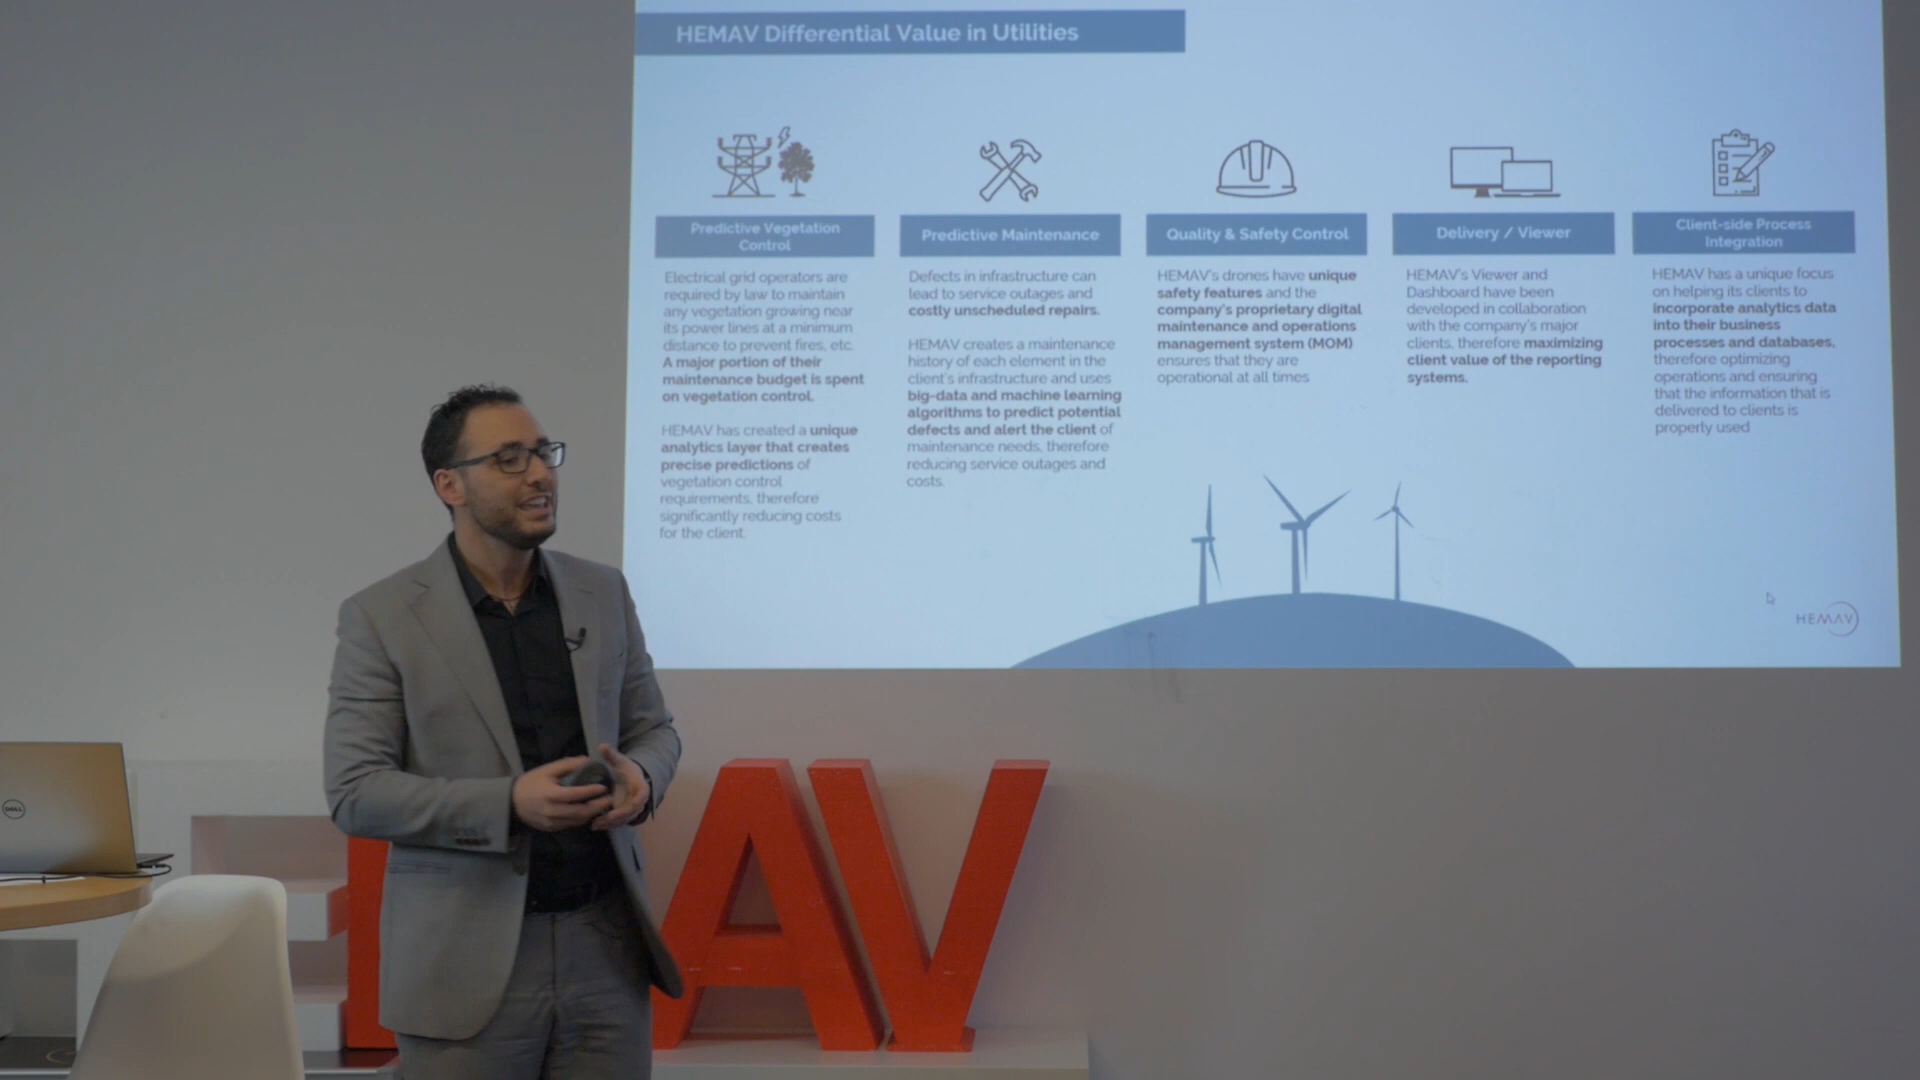 HEMAV Differential Value in Utilities
Predictive Vegetation
Control
Electrical grid operators are
required by law to maintain
any vegetation growing near
its power lines at a minimum
distance to prevent fires, etc.
A major portion of their
maintenance budget is spent
on vegetation control.
HEMAV has created a unique
analytics layer that creates
precise predictions of
vegetation control
requirements, therefore
significantly reducing costs
for the client.
Predictive Maintenance
Defects in infrastructure can
lead to service outages and
costly unscheduled repairs.
HEMAV creates a maintenance
history of each element in the
client's infrastructure and uses
big-data and machine learning
algorithms to predict potential
defects and alert the client of
maintenance needs, therefore
reducing service outages and
costs.
Quality & Safety Control
HEMAV's drones have unique
safety features and the
company's proprietary digital
maintenance and operations
management system (MOM)
ensures that they are
operational at all times
Delivery / Viewer
HEMAV's Viewer and
Dashboard have been
developed in collaboration
with the company's major
clients, therefore maximizing
client value of the reporting
systems.
Client-side Process
Integration
HEMAV has a unique focus
on helping its clients to
incorporate analytics data
into their business
processes and databases,
therefore optimizing
operations and ensuring
that the information that is
delivered to clients is
properly used
HEMAV
DELL
AV